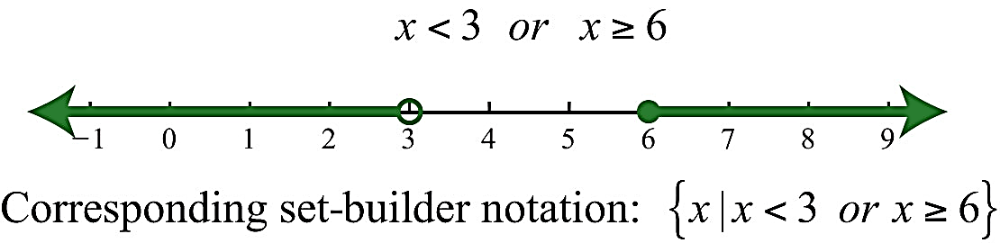 x < 3 or x ≥ 6
−1 0 1 2 3 4 5 6 7 8 9
Corresponding set-builder notation: {x | x < 3 or x ≥ 6}